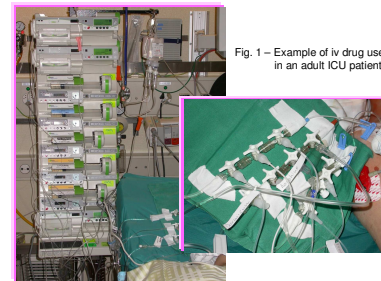 Fig. 1 – Example of iv drug use
in an adult ICU patient